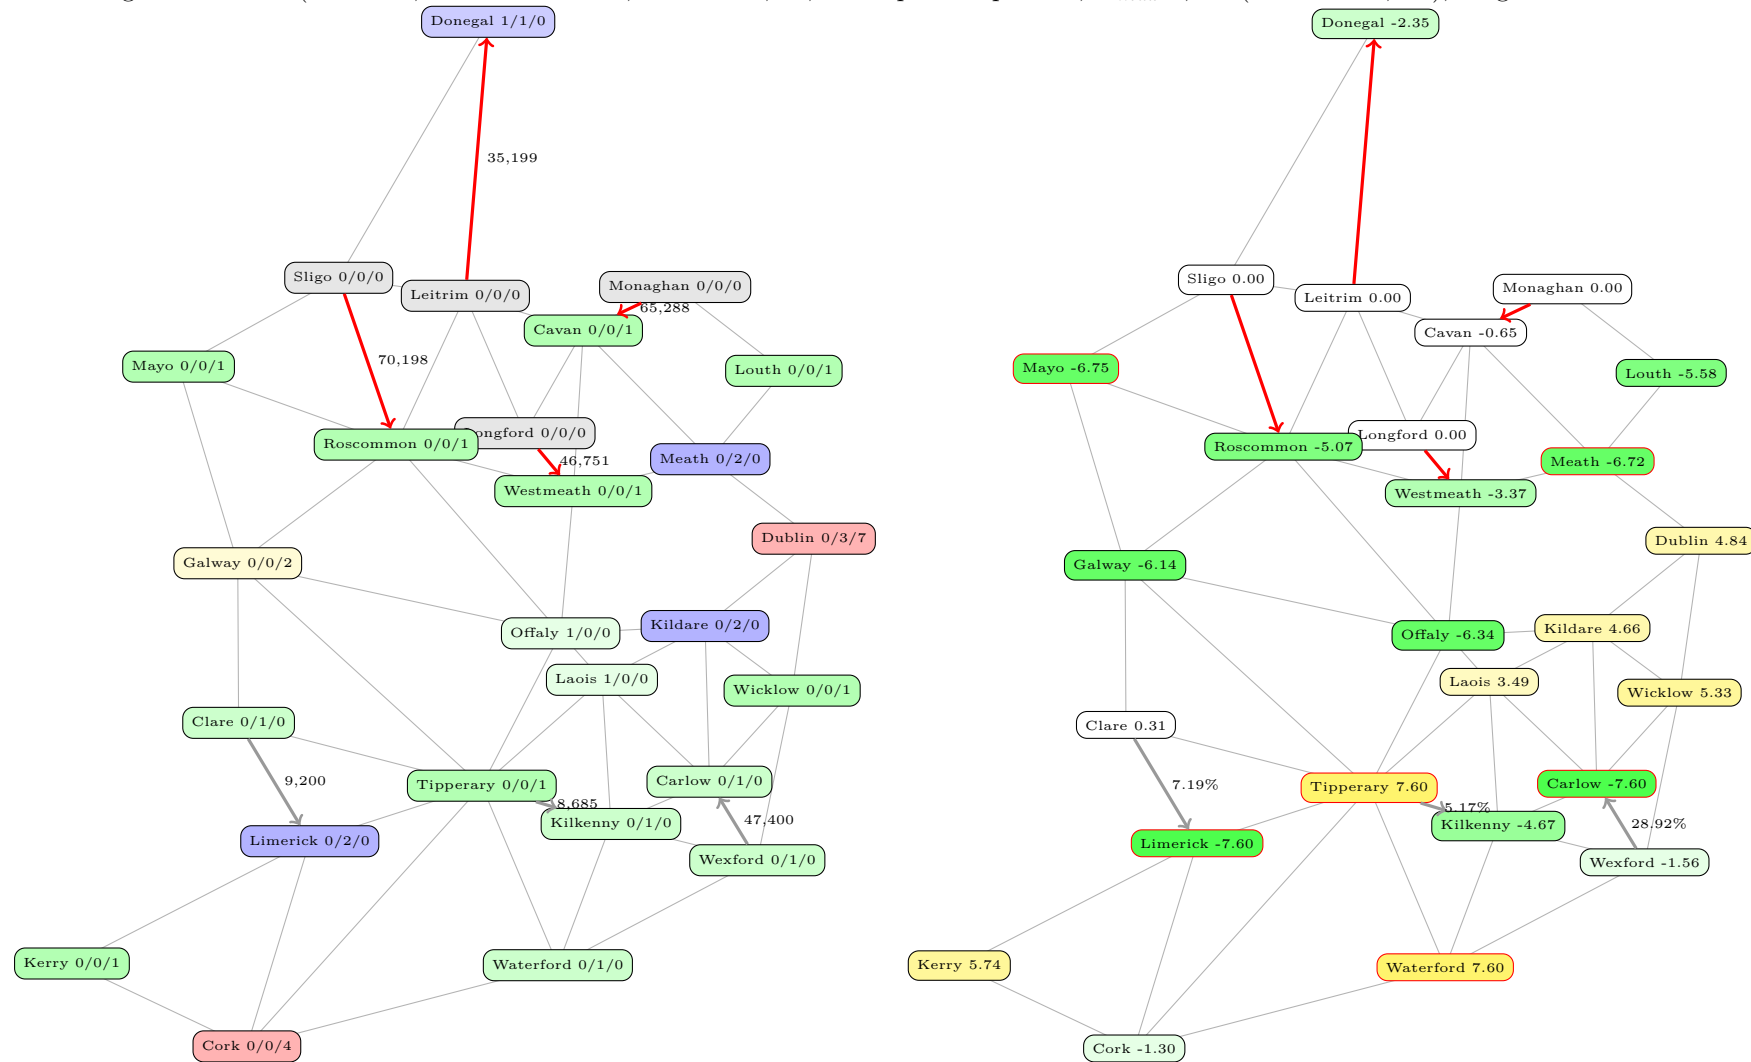 Donegal 1/1/0
35,199
Sligo 0/0/0
Leitrim 0/0/0
Monaghan 0/0/0
65,288
Cavan 0/0/1
Mayo 0/0/1
70,198
Louth 0/0/1
Roscommon 0/0/1
Longford 0/0/0
46,751
Meath 0/2/0
Westmeath 0/0/1
Dublin 0/3/7
Galway 0/0/2
Offaly 1/0/0
Kildare 0/2/0
Laois 1/0/0
Wicklow 0/0/1
Clare 0/1/0
9,200
Tipperary 0/0/1
8,685
Carlow 0/1/0
Kilkenny 0/1/0
47,400
Limerick 0/2/0
Wexford 0/1/0
Kerry 0/0/1
Waterford 0/1/0
Cork 0/0/4
Donegal -2.35
Sligo 0.00
Leitrim 0.00
Monaghan 0.00
Cavan -0.65
Mayo -6.75
Louth -5.58
Roscommon -5.07
Longford 0.00
Meath -6.72
Westmeath -3.37
Dublin 4.84
Galway -6.14
Offaly -6.34
Kildare 4.66
Laois 3.49
Wicklow 5.33
Clare 0.31
7.19%
Tipperary 7.60
5.17%
Carlow -7.60
Kilkenny -4.67
28.92%
Limerick -7.60
Wexford -1.56
Kerry 5.74
Waterford 7.60
Cork -1.30